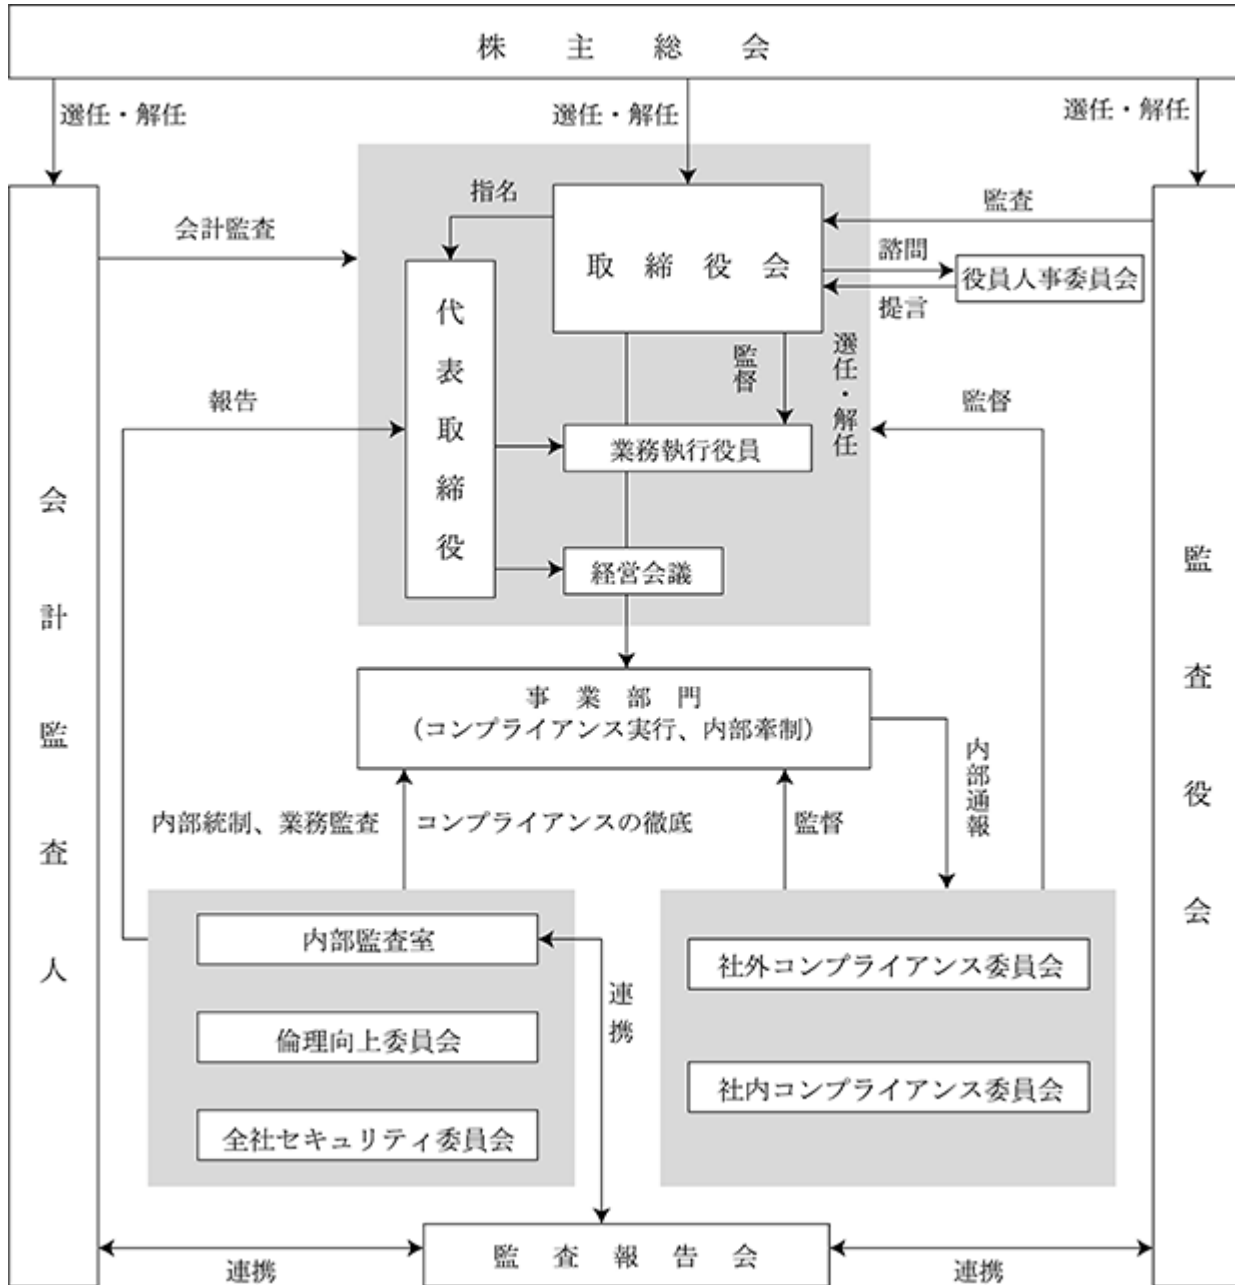 株主総会
選任・解任
選任・解任
選任・解任
指名
監査
会計監査
取締役会
諮問
役員人事委員会
提言
代表取締役
監督
選任・解任
報告
監督
業務執行役員
会計監査人
経営会議
監査役会
事業部門
(コンプライアンス実行、内部牽制)
内部通報
内部統制、業務監査
コンプライアンスの徹底
監督
内部監査室
社外コンプライアンス委員会
連携
倫理向上委員会
社内コンプライアンス委員会
全社セキュリティ委員会
監査報告会
連携
連携